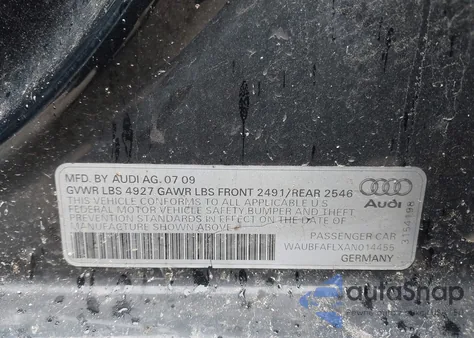 MFD. BY AUDI AG. 07 09
GVWR LBS 4927 GAWR LBS FRONT 2491/REAR 2546
THIS VEHICLE CONFORMS TO ALL APPLICABLE U S
FEDERAL MOTOR VEHICLE SAFETY BUMPER AND THEFT
PREVENTION STANDARDS IN EFFECT ON THE DATE OF
MANUFACTURE SHOWN ABOVE.
Audi
PASSENGER CAR
WAUBFAFLXAN014455
GERMANY
autoSnap